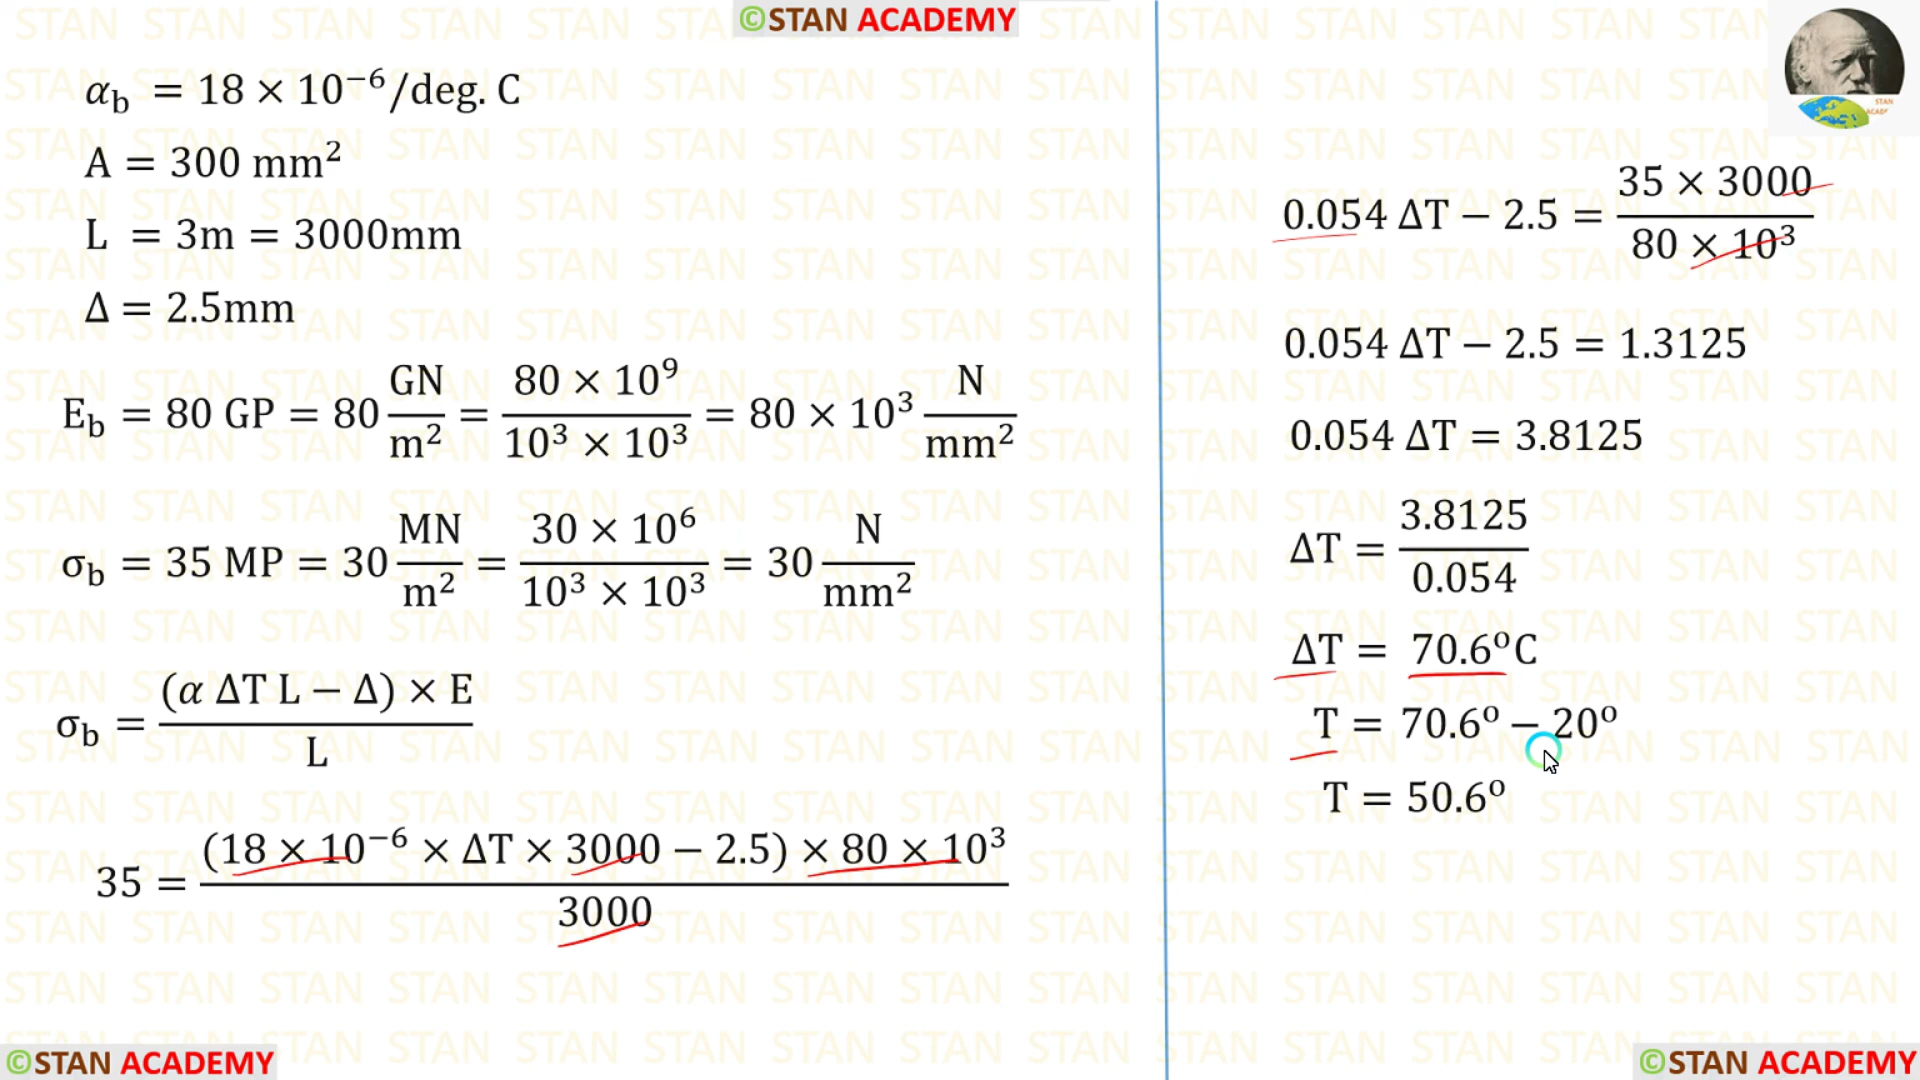 ©STAN ACADEMY
α_b = 18 × 10⁻⁶/deg. C
A = 300 mm²
L = 3m = 3000mm
Δ = 2.5mm
E_b = 80 GP = 80 GN/m² = (80 × 10⁹)/(10³ × 10³) = 80 × 10³ N/mm²
σ_b = 35 MP = 30 MN/m² = (30 × 10⁶)/(10³ × 10³) = 30 N/mm²
σ_b = ((α ΔT L − Δ) × E)/L
35 = ((18 × 10⁻⁶ × ΔT × 3000 − 2.5) × 80 × 10³)/3000
0.054 ΔT − 2.5 = (35 × 3000)/(80 × 10³)
0.054 ΔT − 2.5 = 1.3125
0.054 ΔT = 3.8125
ΔT = 3.8125/0.054
ΔT = 70.6°C
T = 70.6° − 20°
T = 50.6°
STAN
ACADEMY
©STAN ACADEMY
©STAN ACADEMY